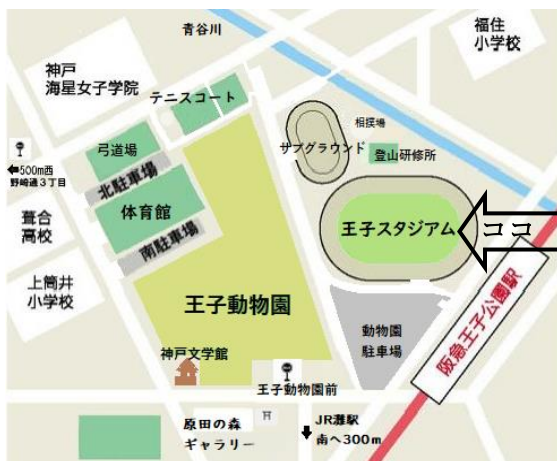 青谷川
福住
小学校
神戸
海星女子学院
テニスコート
相撲場
サブグラウンド
登山研修所
弓道場
⬅500m西
野崎通3丁目
北駐車場
体育館
葺合
高校
王子スタジアム
ココ
南駐車場
上筒井
小学校
王子動物園
動物園
駐車場
阪急王子公園駅
神戸文学館
王子動物園前
原田の森
ギャラリー
JR灘駅
南へ300m